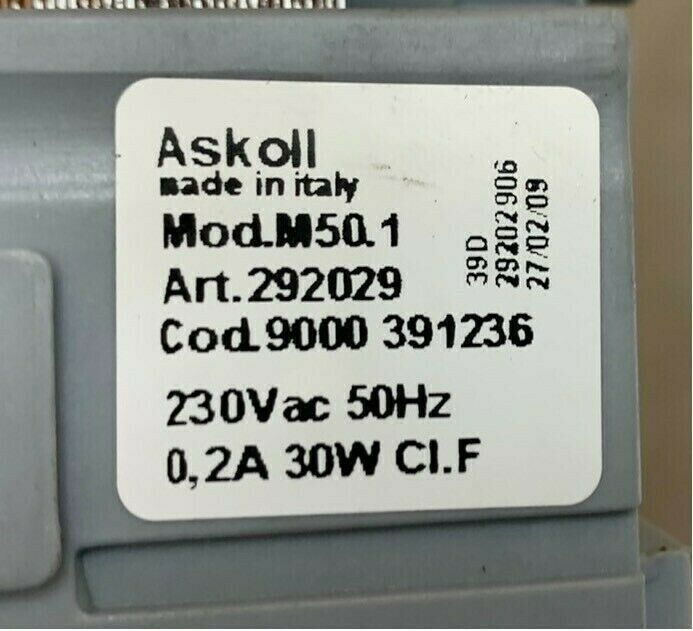 Askoll
made in italy
Mod.M50.1
Art.292029
Cod.9000 391236
230Vac 50Hz
0,2A 30W Cl.F
39D
29202906
27/02/09